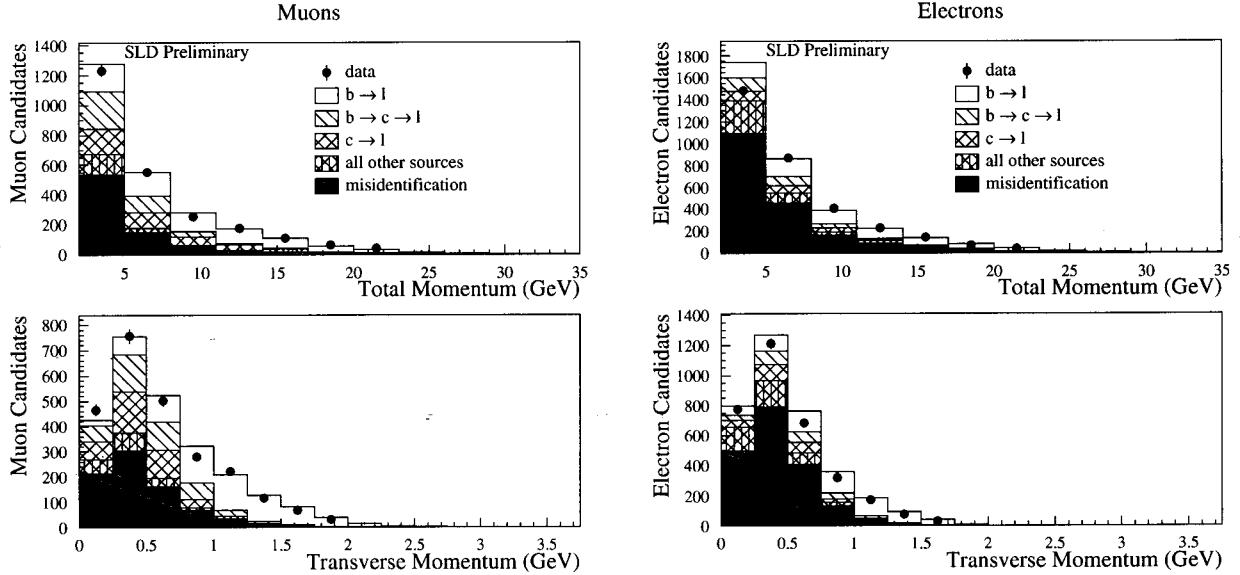 Muons
Electrons
SLD Preliminary
data
b → l
b → c → l
c → l
all other sources
misidentification
Muon Candidates
1400
1200
1000
800
600
400
200
0
5
10
15
20
25
30
35
Total Momentum (GeV)
SLD Preliminary
data
b → l
b → c → l
c → l
all other sources
misidentification
Electron Candidates
1800
1600
1400
1200
1000
800
600
400
200
0
5
10
15
20
25
30
35
Total Momentum (GeV)
Muon Candidates
800
700
600
500
400
300
200
100
0
0
0.5
1
1.5
2
2.5
3
3.5
Transverse Momentum (GeV)
Electron Candidates
1400
1200
1000
800
600
400
200
0
0
0.5
1
1.5
2
2.5
3
3.5
Transverse Momentum (GeV)